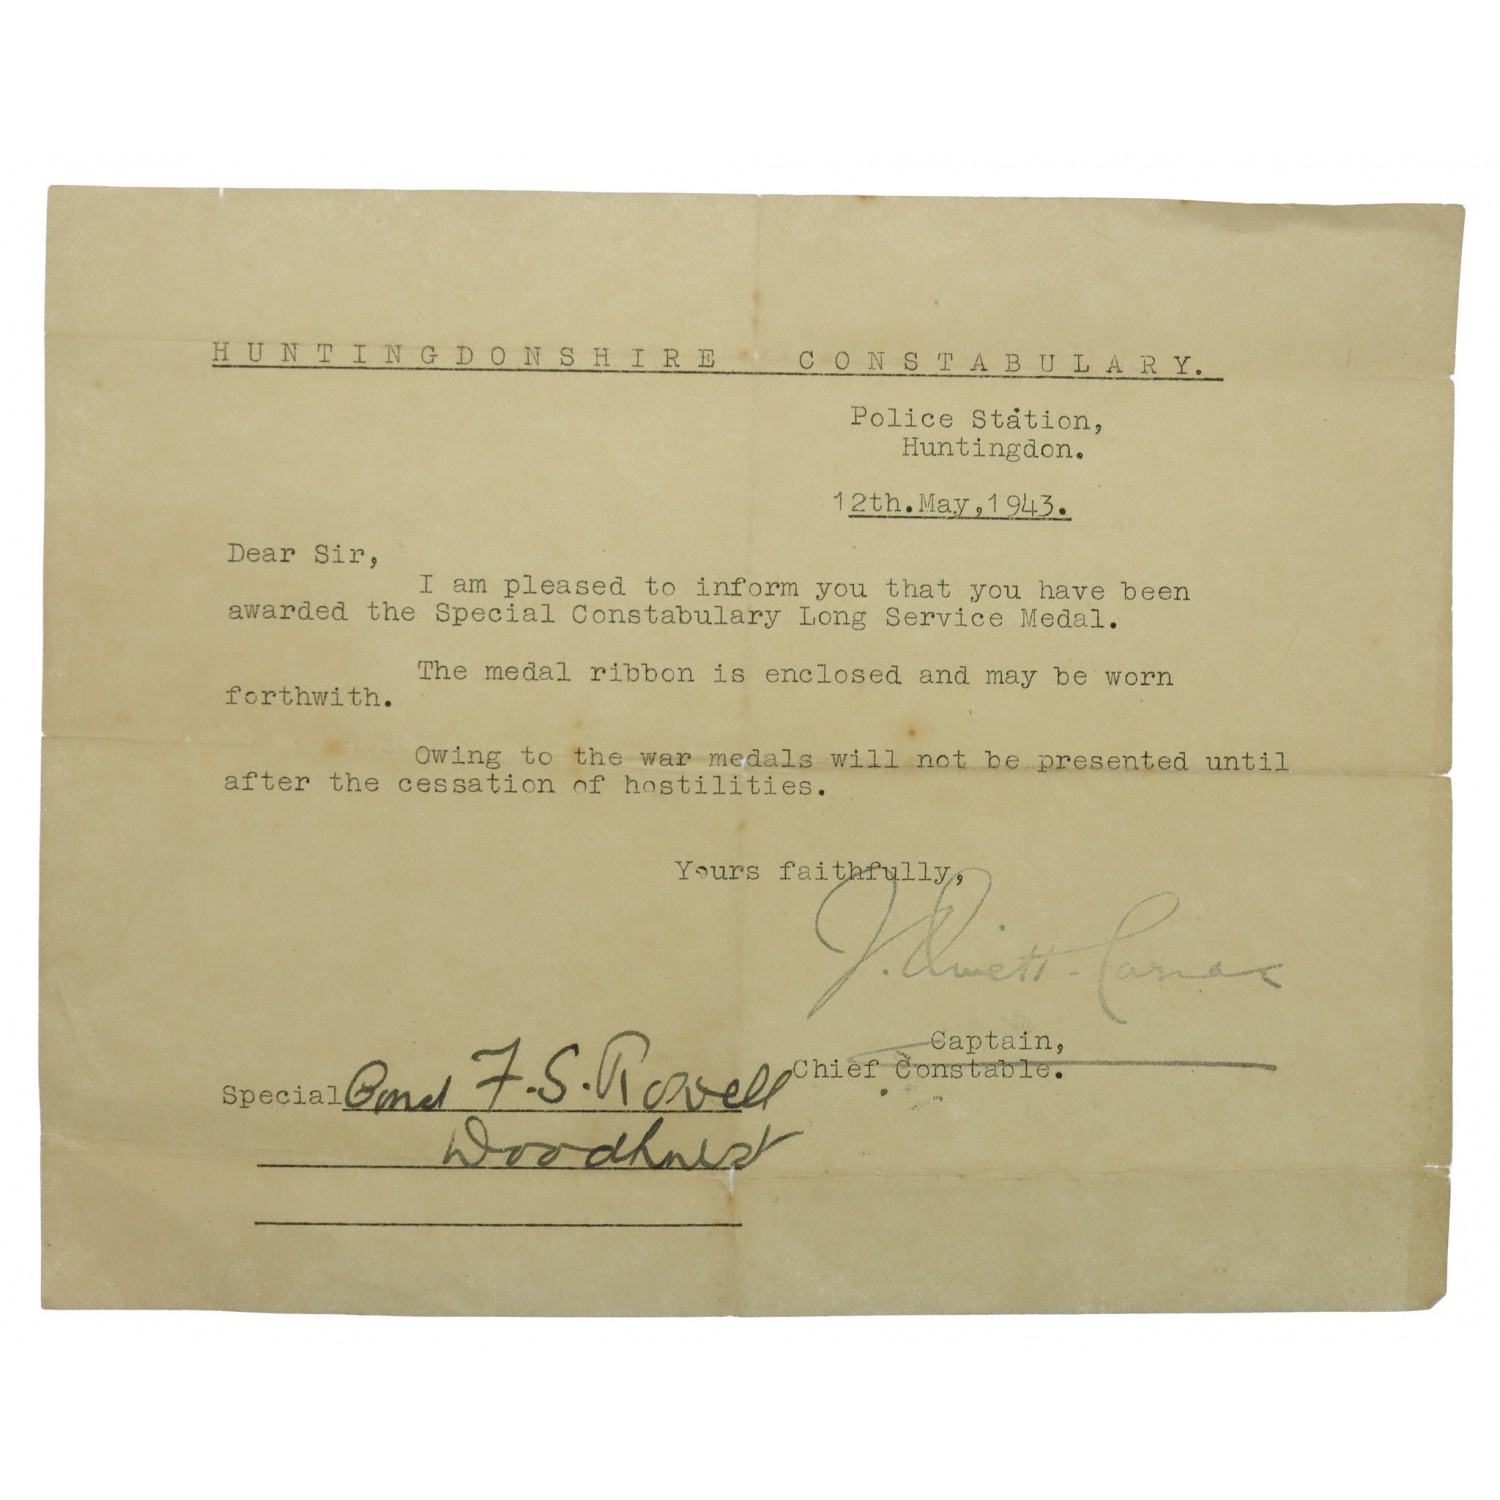 HUNTINGDONSHIRE CONSTABULARY.
Police Station,
Huntingdon.
12th.May,1943.
Dear Sir,
I am pleased to inform you that you have been
awarded the Special Constabulary Long Service Medal.
The medal ribbon is enclosed and may be worn
forthwith.
Owing to the war medals will not be presented until
after the cessation of hostilities.
Yours faithfully,
J. Rivett-Carnac
Captain,
Chief Constable.
Special Const F.S. Rowell
Woodhurst